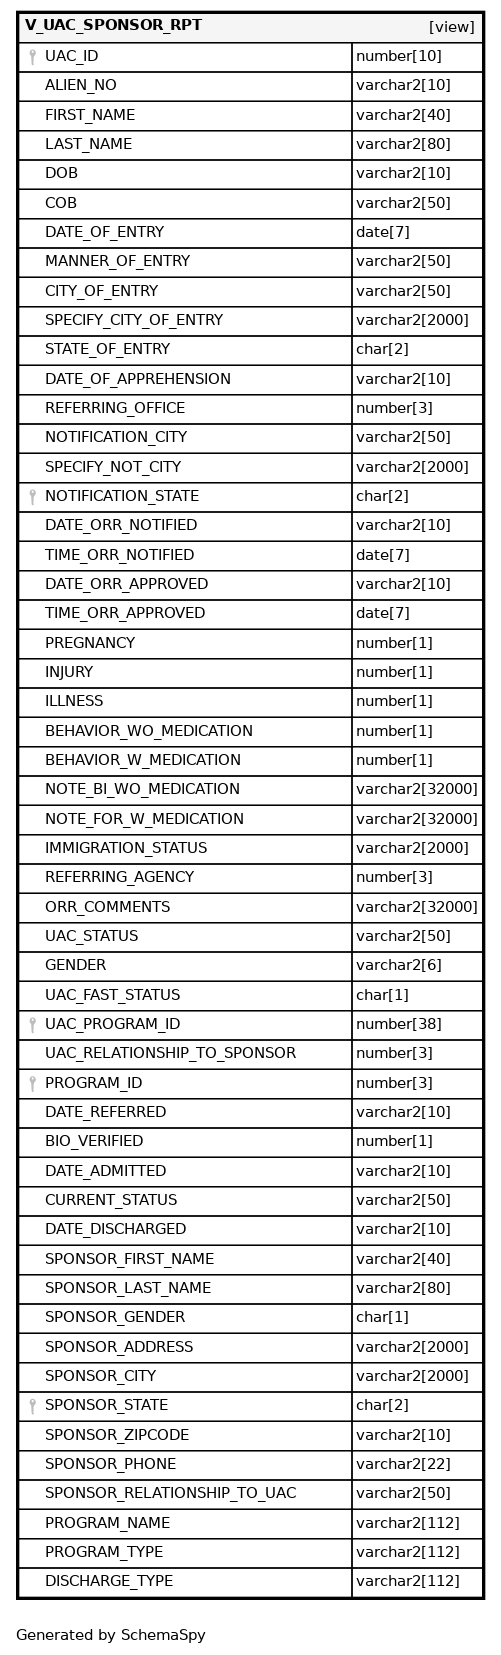 V_UAC_SPONSOR_RPT [view]
UAC_ID number[10]
ALIEN_NO varchar2[10]
FIRST_NAME varchar2[40]
LAST_NAME varchar2[80]
DOB varchar2[10]
COB varchar2[50]
DATE_OF_ENTRY date[7]
MANNER_OF_ENTRY varchar2[50]
CITY_OF_ENTRY varchar2[50]
SPECIFY_CITY_OF_ENTRY varchar2[2000]
STATE_OF_ENTRY char[2]
DATE_OF_APPREHENSION varchar2[10]
REFERRING_OFFICE number[3]
NOTIFICATION_CITY varchar2[50]
SPECIFY_NOT_CITY varchar2[2000]
NOTIFICATION_STATE char[2]
DATE_ORR_NOTIFIED varchar2[10]
TIME_ORR_NOTIFIED date[7]
DATE_ORR_APPROVED varchar2[10]
TIME_ORR_APPROVED date[7]
PREGNANCY number[1]
INJURY number[1]
ILLNESS number[1]
BEHAVIOR_WO_MEDICATION number[1]
BEHAVIOR_W_MEDICATION number[1]
NOTE_BI_WO_MEDICATION varchar2[32000]
NOTE_FOR_W_MEDICATION varchar2[32000]
IMMIGRATION_STATUS varchar2[2000]
REFERRING_AGENCY number[3]
ORR_COMMENTS varchar2[32000]
UAC_STATUS varchar2[50]
GENDER varchar2[6]
UAC_FAST_STATUS char[1]
UAC_PROGRAM_ID number[38]
UAC_RELATIONSHIP_TO_SPONSOR number[3]
PROGRAM_ID number[3]
DATE_REFERRED varchar2[10]
BIO_VERIFIED number[1]
DATE_ADMITTED varchar2[10]
CURRENT_STATUS varchar2[50]
DATE_DISCHARGED varchar2[10]
SPONSOR_FIRST_NAME varchar2[40]
SPONSOR_LAST_NAME varchar2[80]
SPONSOR_GENDER char[1]
SPONSOR_ADDRESS varchar2[2000]
SPONSOR_CITY varchar2[2000]
SPONSOR_STATE char[2]
SPONSOR_ZIPCODE varchar2[10]
SPONSOR_PHONE varchar2[22]
SPONSOR_RELATIONSHIP_TO_UAC varchar2[50]
PROGRAM_NAME varchar2[112]
PROGRAM_TYPE varchar2[112]
DISCHARGE_TYPE varchar2[112]
Generated by SchemaSpy